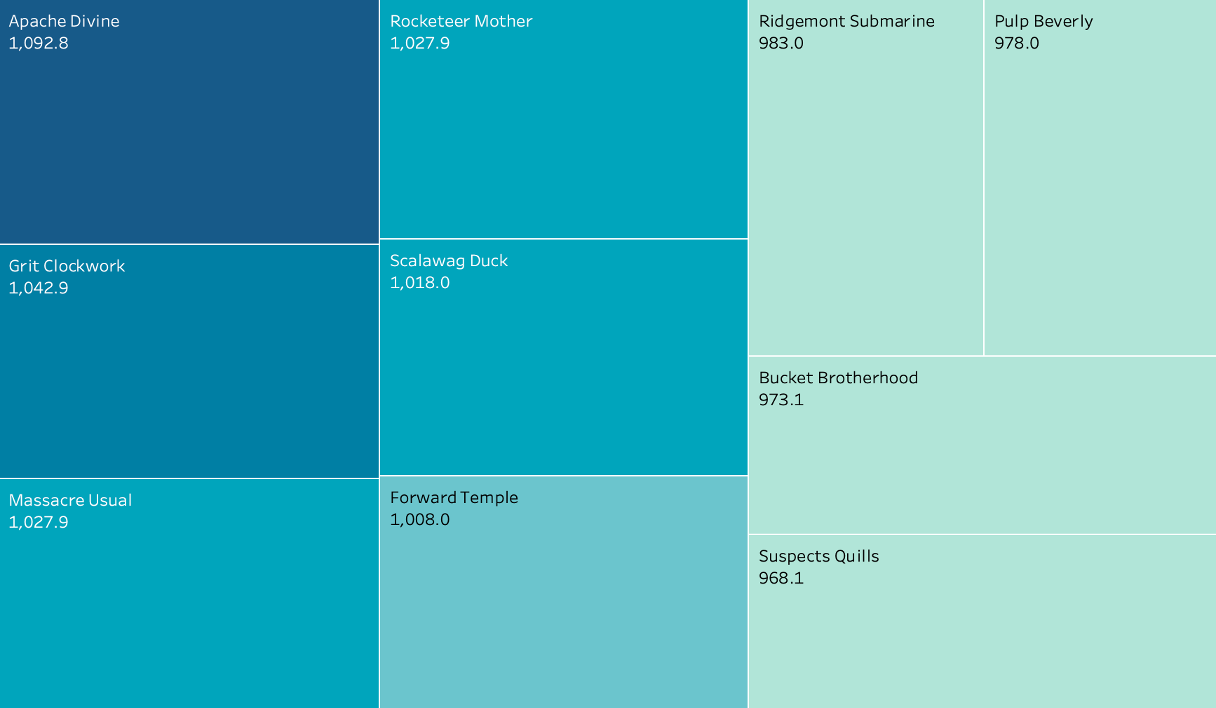 Apache Divine
1,092.8
Grit Clockwork
1,042.9
Massacre Usual
1,027.9
Rocketeer Mother
1,027.9
Scalawag Duck
1,018.0
Forward Temple
1,008.0
Ridgemont Submarine
983.0
Pulp Beverly
978.0
Bucket Brotherhood
973.1
Suspects Quills
968.1